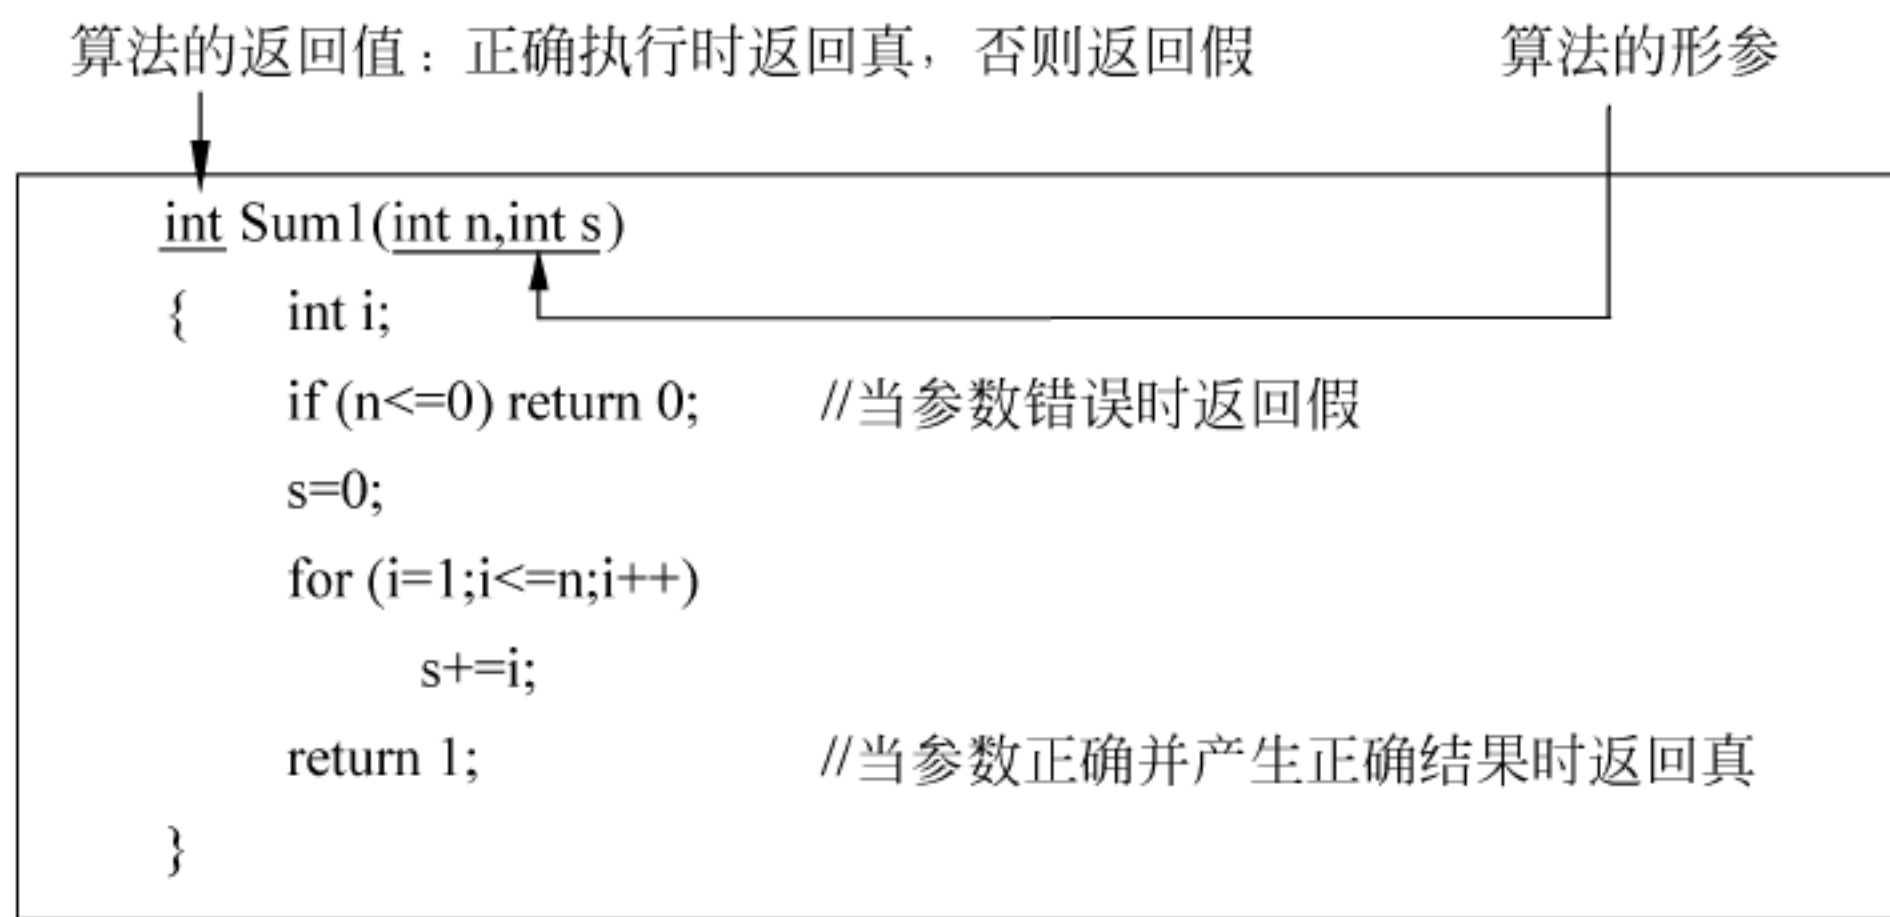 算法的返回值：正确执行时返回真，否则返回假 算法的形参
int Sum1(int n,int s)
{ int i;
if (n<=0) return 0; //当参数错误时返回假
s=0;
for (i=1;i<=n;i++)
s+=i;
return 1; //当参数正确并产生正确结果时返回真
}